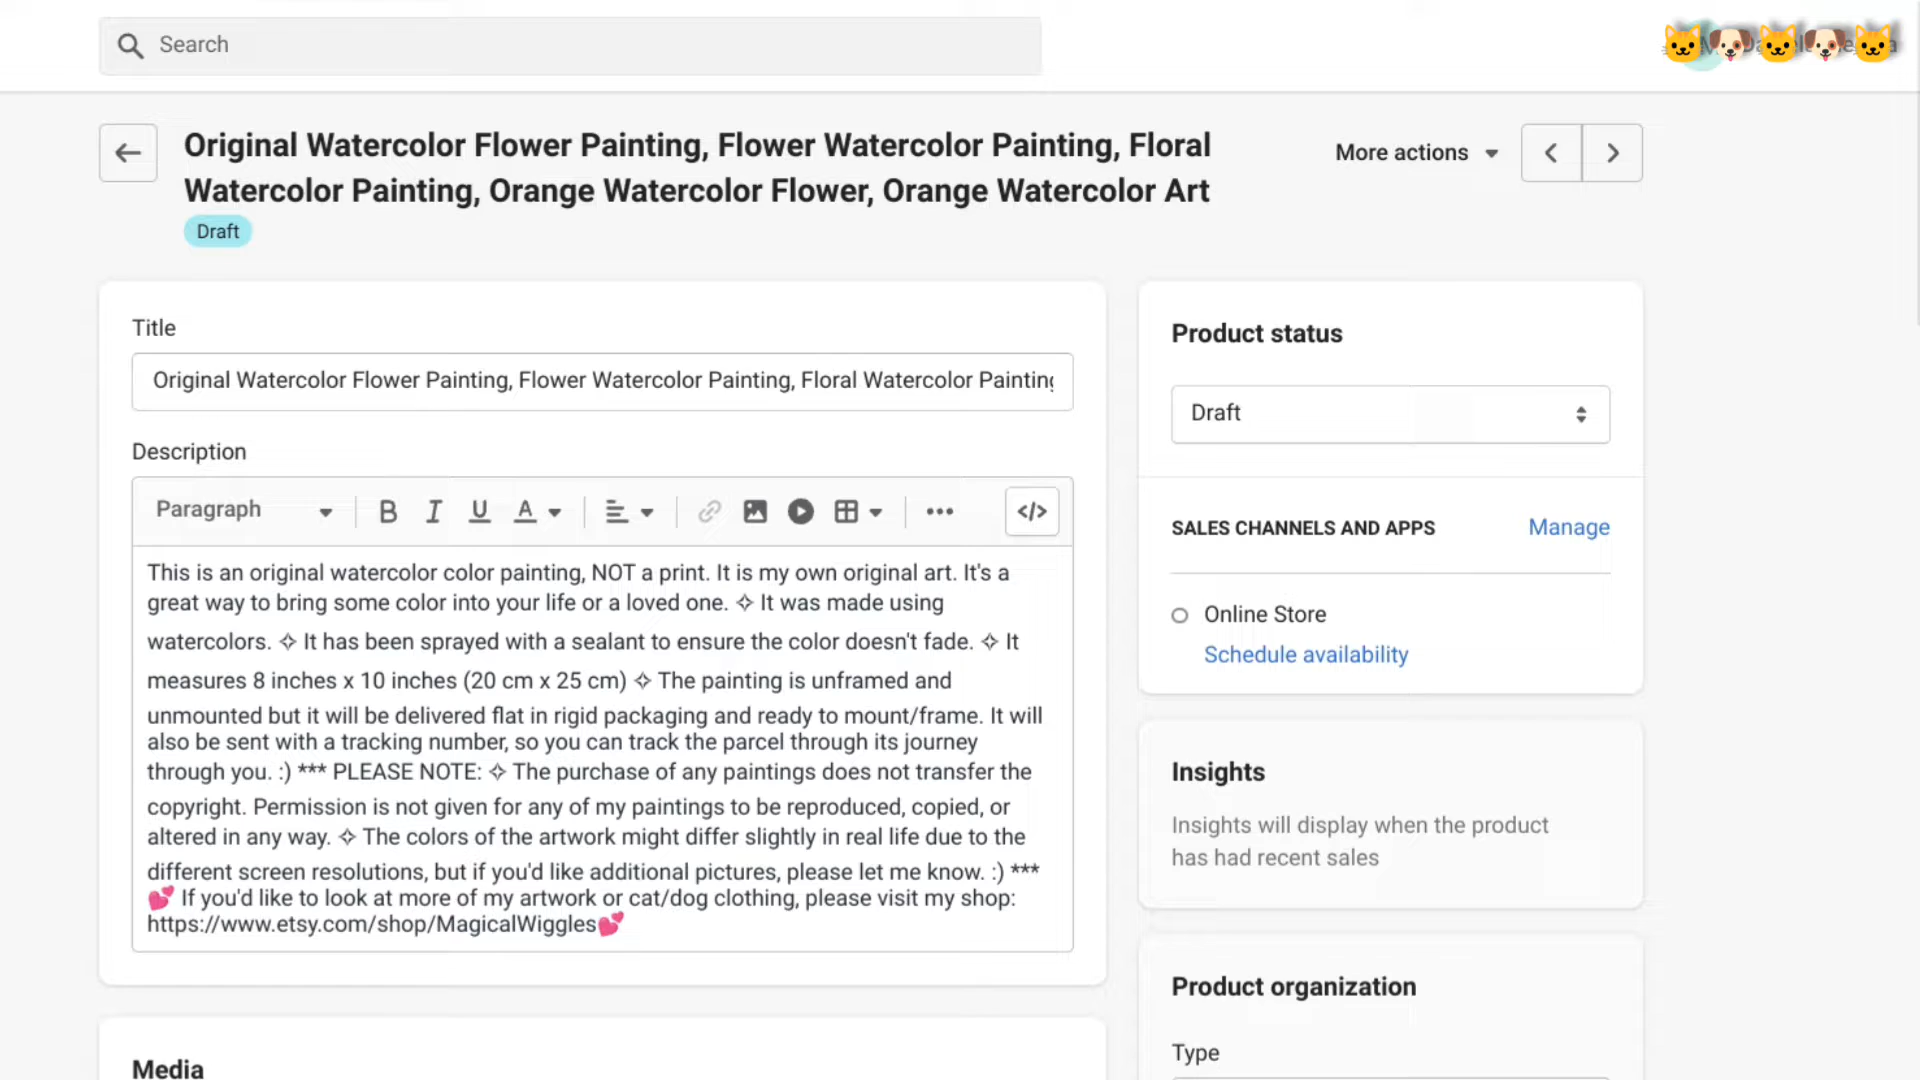 Search
Original Watercolor Flower Painting, Flower Watercolor Painting, Floral
Watercolor Painting, Orange Watercolor Flower, Orange Watercolor Art
Draft
More actions
Title
Original Watercolor Flower Painting, Flower Watercolor Painting, Floral Watercolor Painting
Description
Paragraph
B I U A </>
This is an original watercolor color painting, NOT a print. It is my own original art. It's a
great way to bring some color into your life or a loved one. ✧ It was made using
watercolors. ✧ It has been sprayed with a sealant to ensure the color doesn't fade. ✧ It
measures 8 inches x 10 inches (20 cm x 25 cm) ✧ The painting is unframed and
unmounted but it will be delivered flat in rigid packaging and ready to mount/frame. It will
also be sent with a tracking number, so you can track the parcel through its journey
through you. :) *** PLEASE NOTE: ✧ The purchase of any paintings does not transfer the
copyright. Permission is not given for any of my paintings to be reproduced, copied, or
altered in any way. ✧ The colors of the artwork might differ slightly in real life due to the
different screen resolutions, but if you'd like additional pictures, please let me know. :) ***
💕 If you'd like to look at more of my artwork or cat/dog clothing, please visit my shop:
https://www.etsy.com/shop/MagicalWiggles💕
Media
Product status
Draft
SALES CHANNELS AND APPS
Manage
Online Store
Schedule availability
Insights
Insights will display when the product
has had recent sales
Product organization
Type